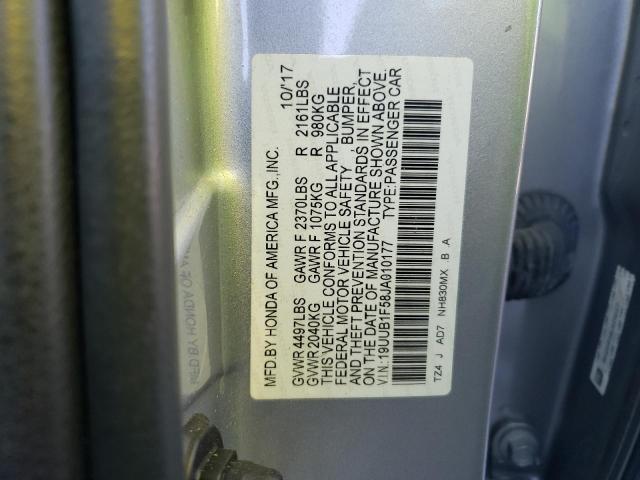 MFD. BY HONDA OF AMERICA MFG.,INC. 10/17
GVWR 4497LBS GAWR F 2370LBS R 2161LBS
GVWR 2040KG GAWR F 1075KG R 980KG
THIS VEHICLE CONFORMS TO ALL APPLICABLE
FEDERAL MOTOR VEHICLE SAFETY, BUMPER,
AND THEFT PREVENTION STANDARDS IN EFFECT
ON THE DATE OF MANUFACTURE SHOWN ABOVE.
VIN:19UUB1F58JA010177 TYPE:PASSENGER CAR
TZ4 J AD7 NH830MX B A